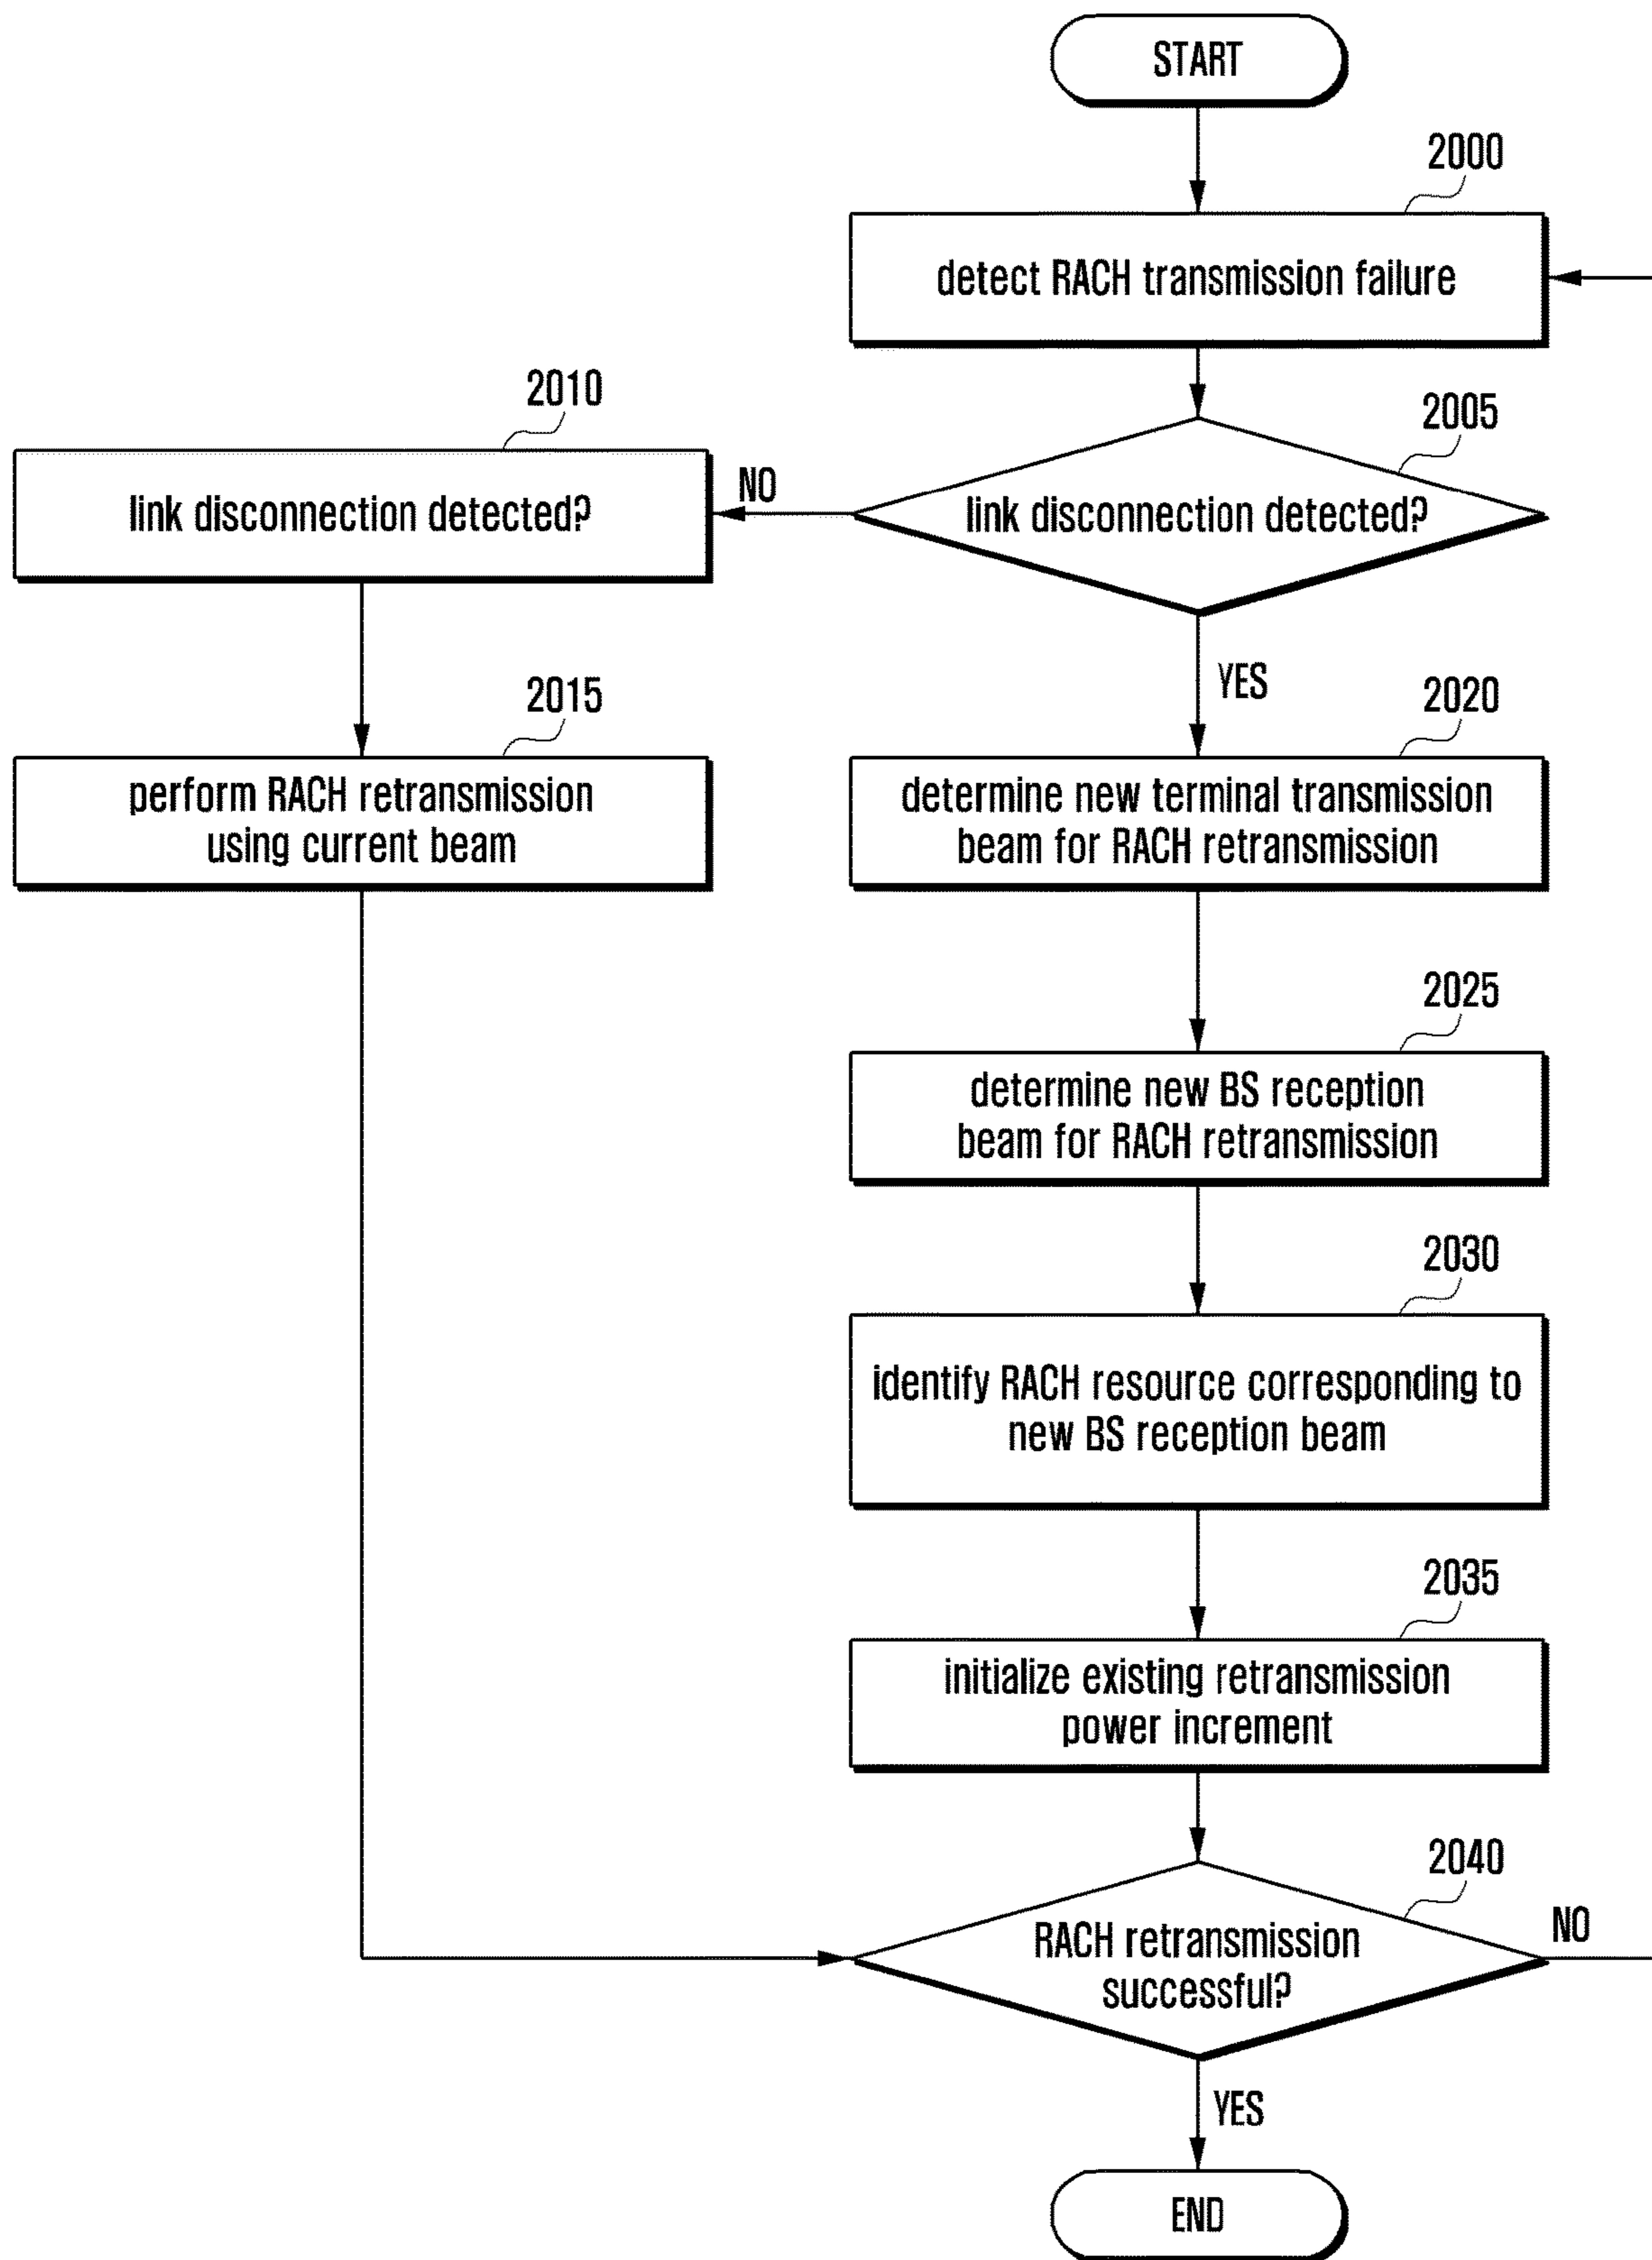 START
2000
detect RACH transmission failure
2010
2005
link disconnection detected?
NO
link disconnection detected?
YES
2015
2020
perform RACH retransmission
using current beam
determine new terminal transmission
beam for RACH retransmission
2025
determine new BS reception
beam for RACH retransmission
2030
identify RACH resource corresponding to
new BS reception beam
2035
initialize existing retransmission
power increment
2040
RACH retransmission
successful?
NO
YES
END